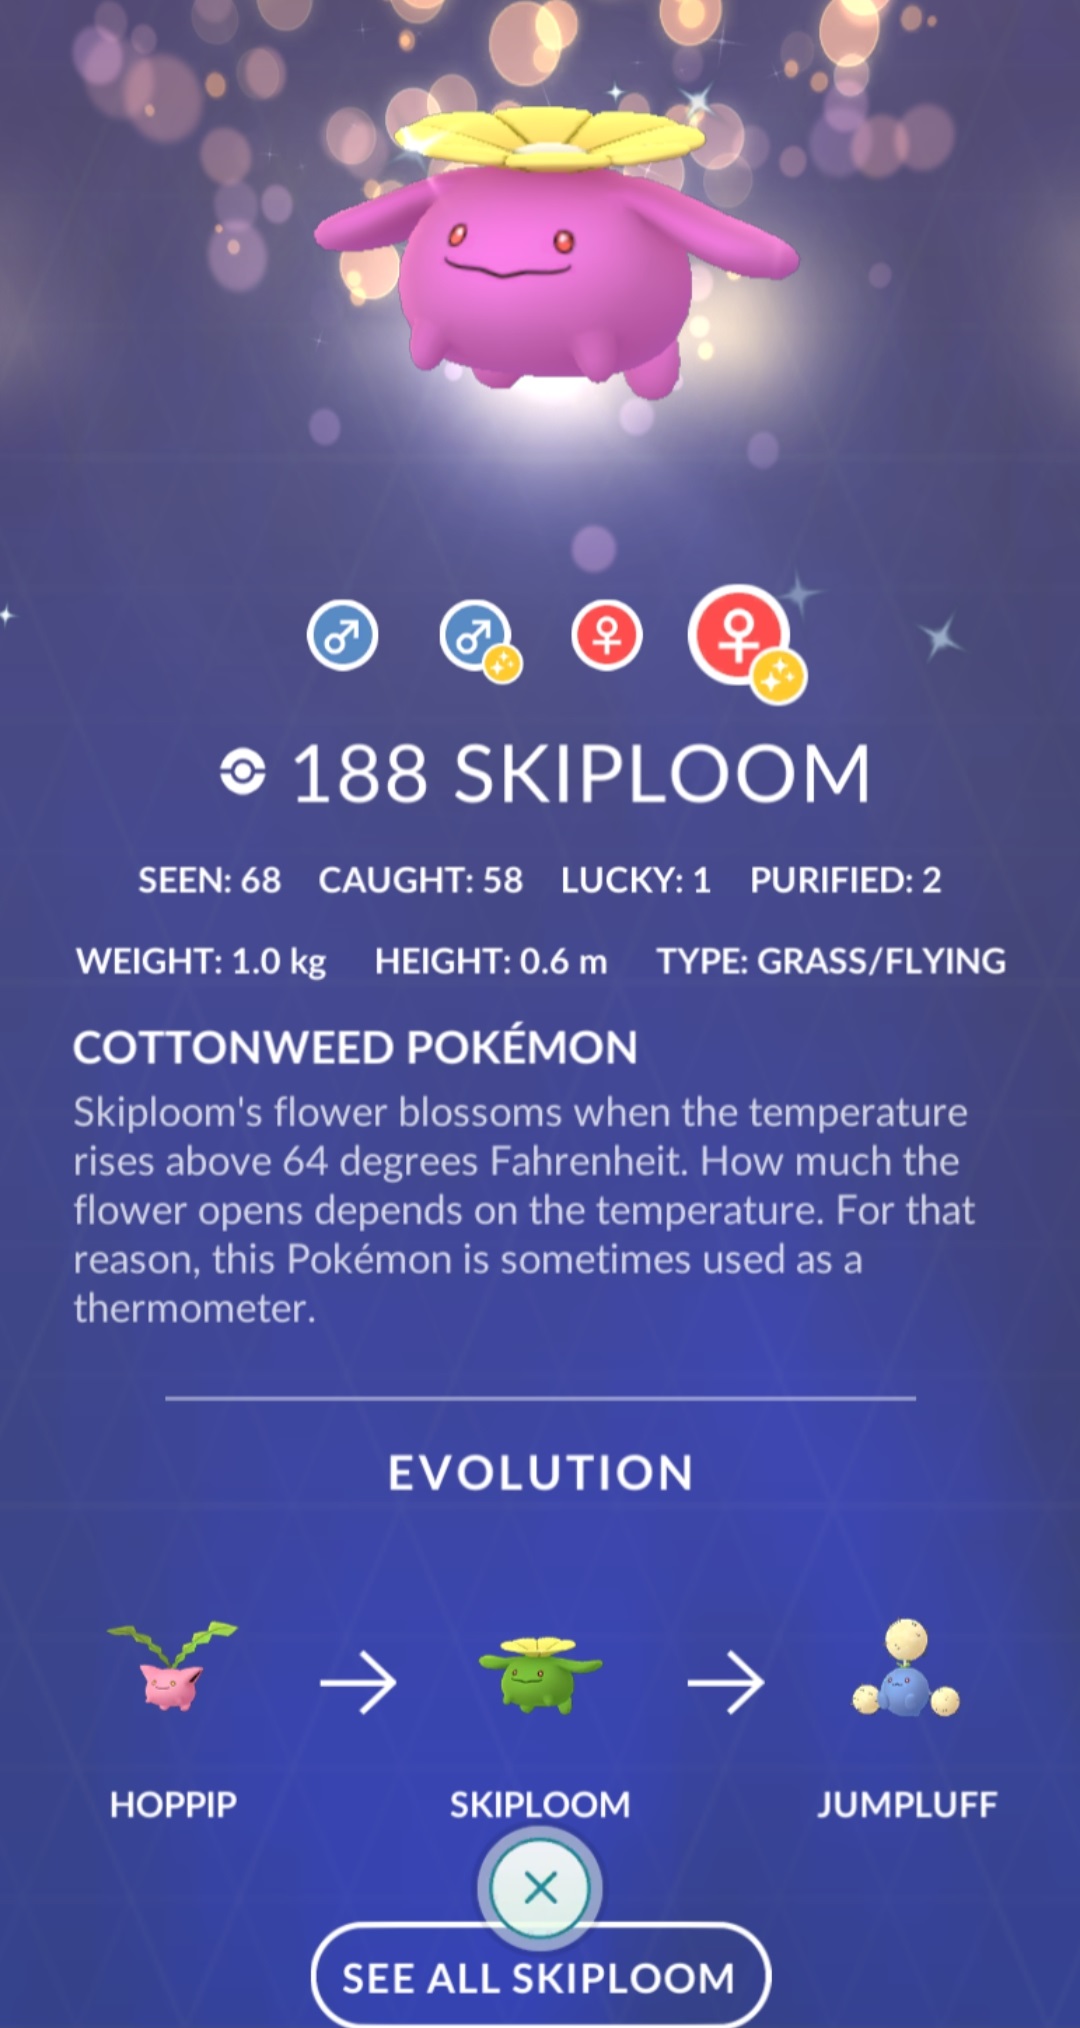 188 SKIPLOOM
SEEN: 68 CAUGHT: 58 LUCKY: 1 PURIFIED: 2
WEIGHT: 1.0 kg HEIGHT: 0.6 m TYPE: GRASS/FLYING
COTTONWEED POKÉMON
Skiploom's flower blossoms when the temperature
rises above 64 degrees Fahrenheit. How much the
flower opens depends on the temperature. For that
reason, this Pokémon is sometimes used as a
thermometer.
EVOLUTION
HOPPIP SKIPLOOM JUMPLUFF
SEE ALL SKIPLOOM